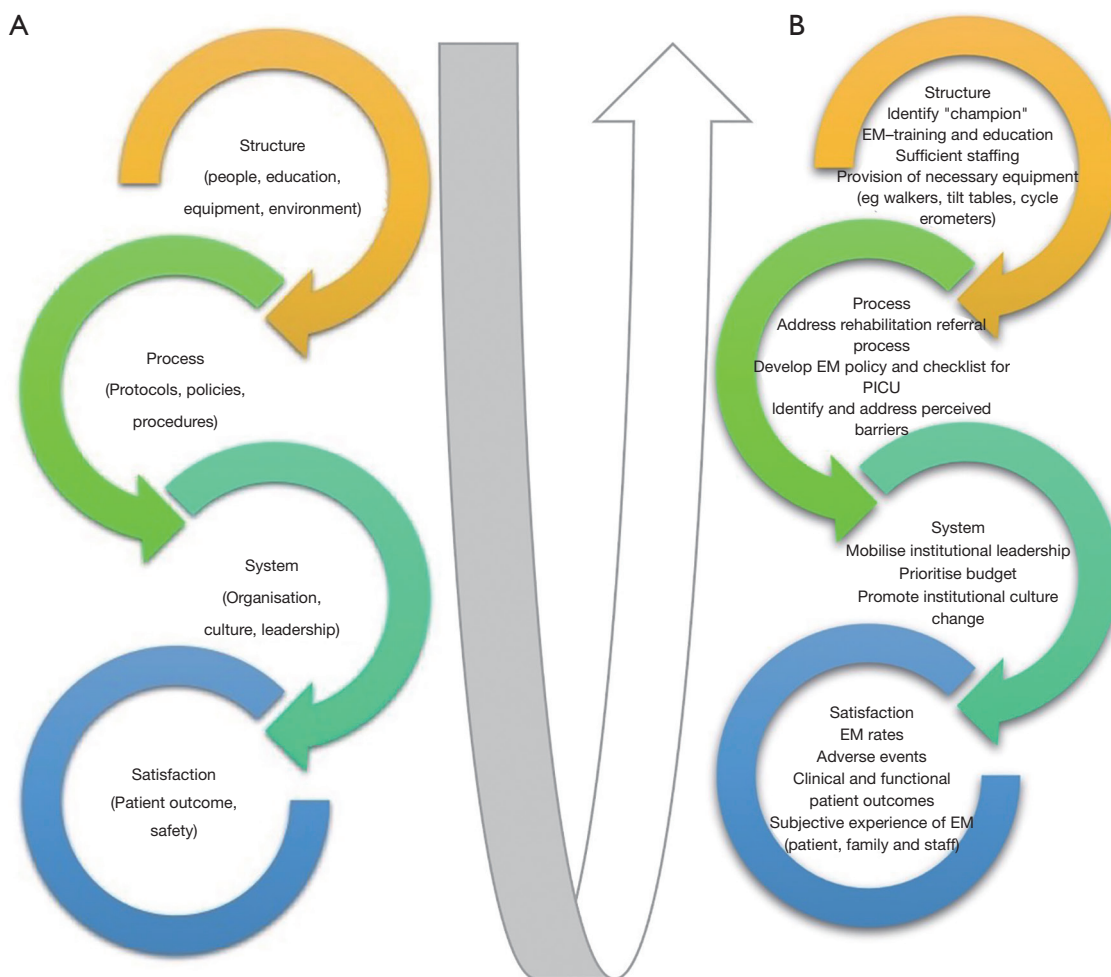 A
Structure
(people, education,
equipment, environment)
Process
(Protocols, policies,
procedures)
System
(Organisation,
culture, leadership)
Satisfaction
(Patient outcome,
safety)
B
Structure
Identify "champion"
EM–training and education
Sufficient staffing
Provision of necessary equipment
(eg walkers, tilt tables, cycle
erometers)
Process
Address rehabilitation referral
process
Develop EM policy and checklist for
PICU
Identify and address perceived
barriers
System
Mobilise institutional leadership
Prioritise budget
Promote institutional culture
change
Satisfaction
EM rates
Adverse events
Clinical and functional
patient outcomes
Subjective experience of EM
(patient, family and staff)